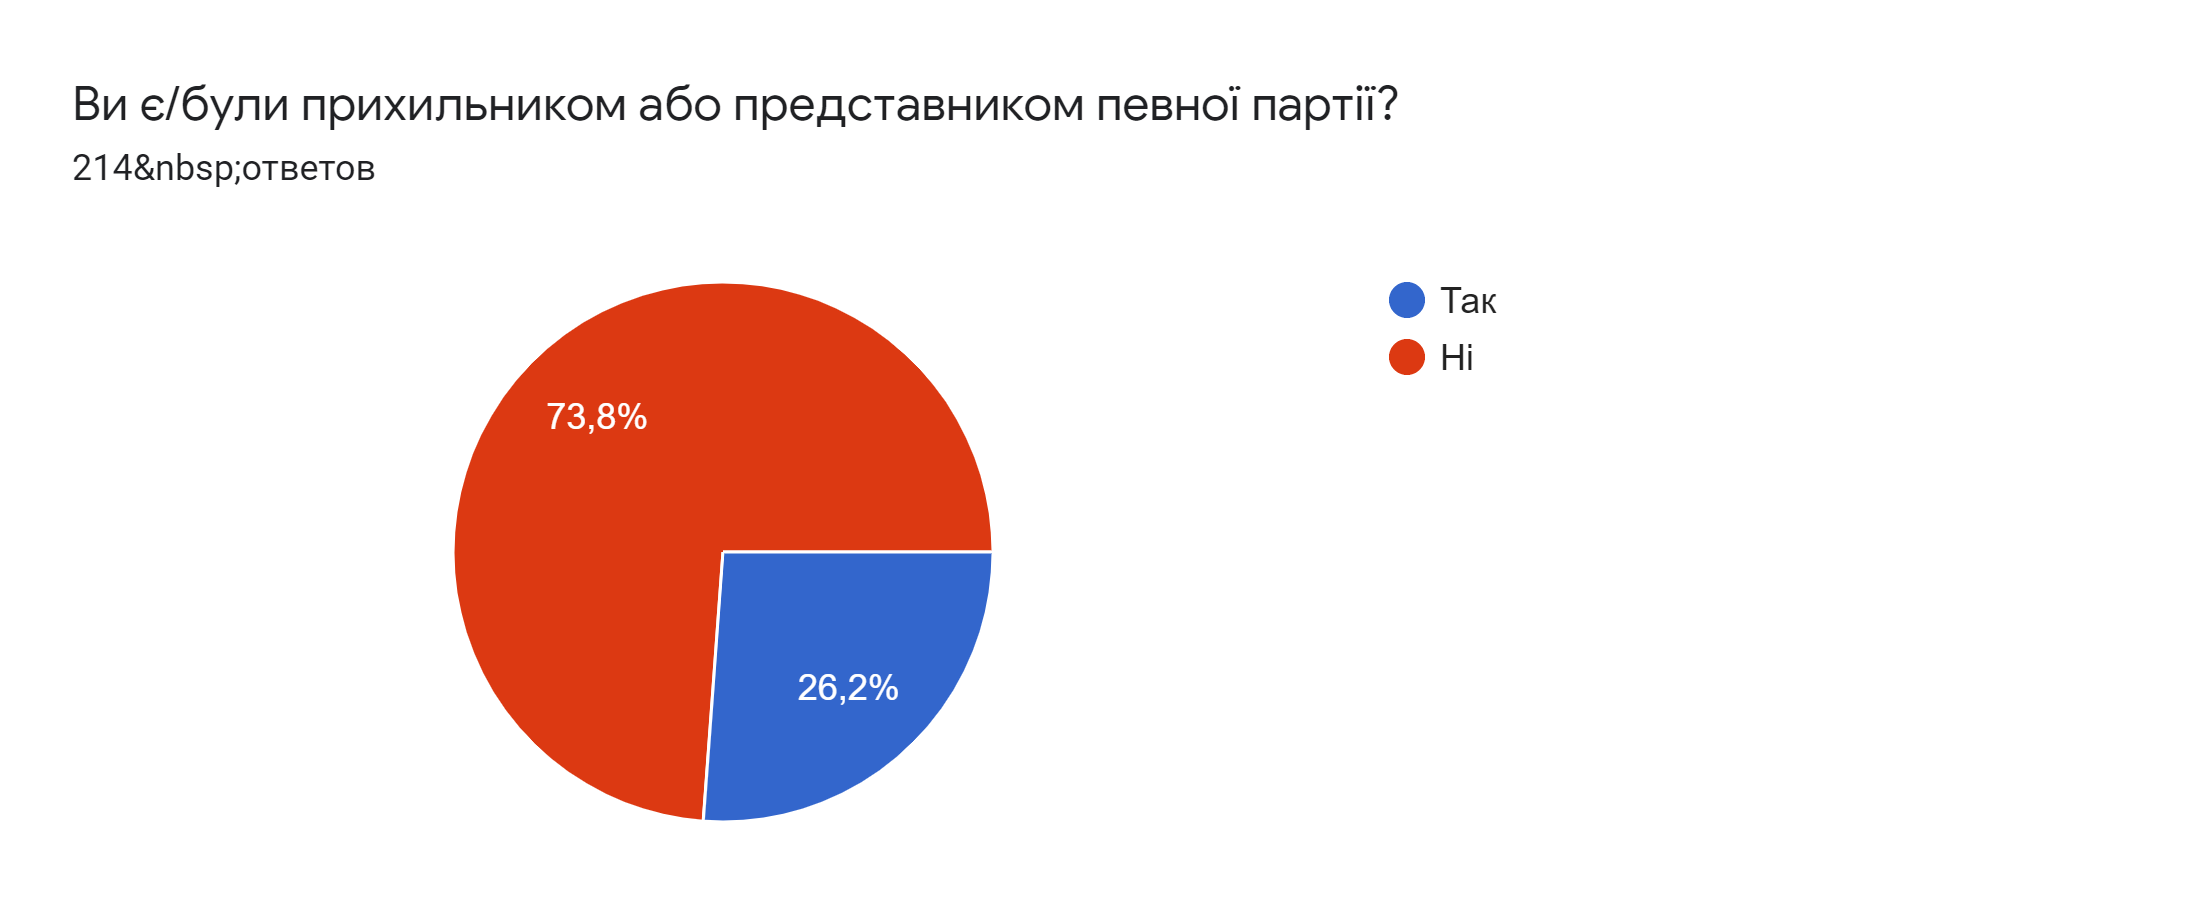 Ви є/були прихильником або представником певної партії?
214&nbsp;ответов
Так
Ні
73,8%
26,2%